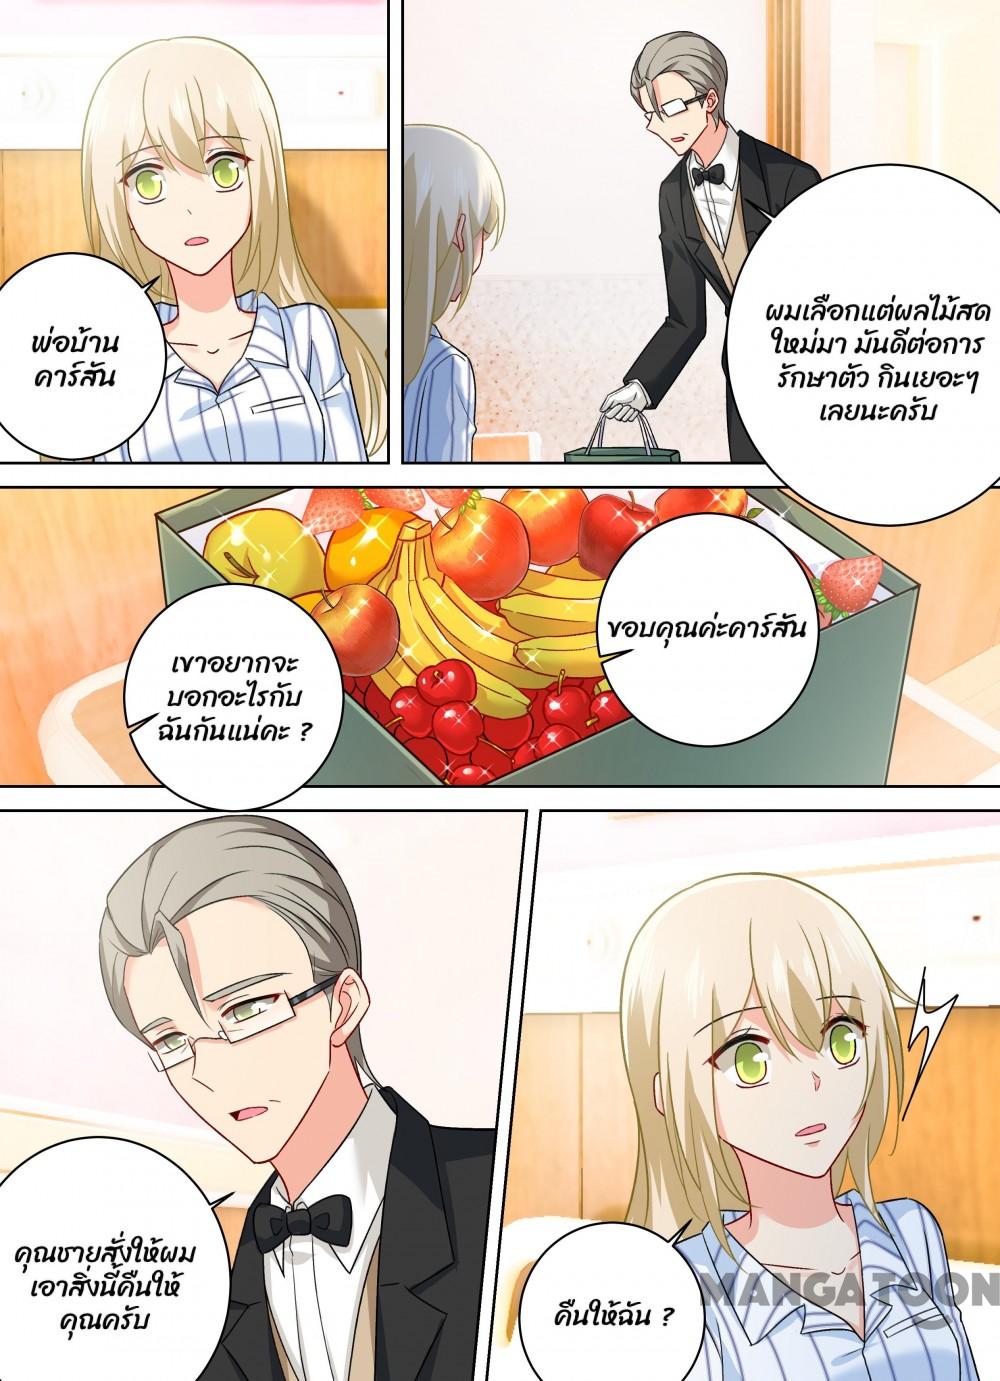 พ่อบ้าน
คาร์สัน
ผมเลือกแต่ผลไม้สด
ใหม่มา มันดีต่อการ
รักษาตัว กินเยอะๆ
เลยนะครับ
ขอบคุณค่ะคาร์สัน
เขาอยากจะ
บอกอะไรกับ
ฉันกันแน่คะ ?
คุณชายสั่งให้ผม
เอาสิ่งนี้คืนให้
คุณครับ
คืนให้ฉัน ?
MANGATOON